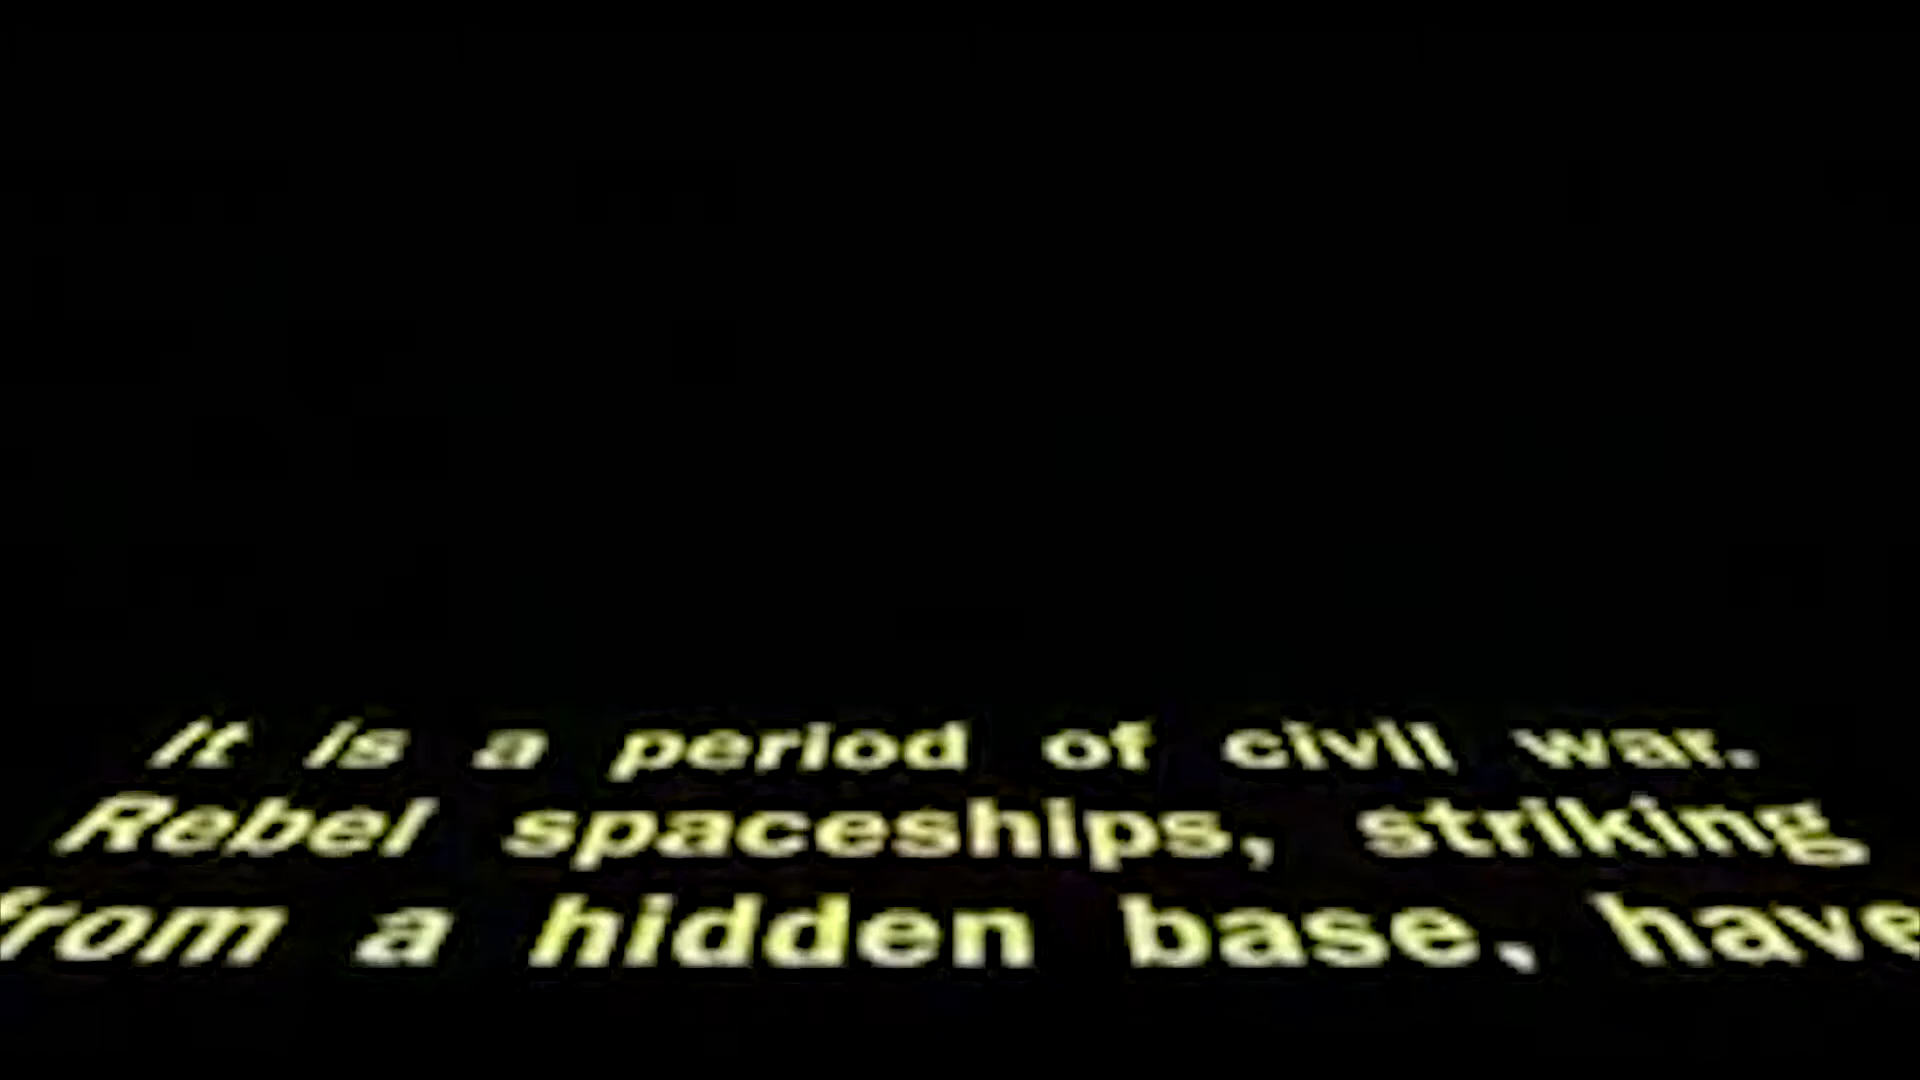 It is a period of civil war.
Rebel spaceships, striking
from a hidden base, have